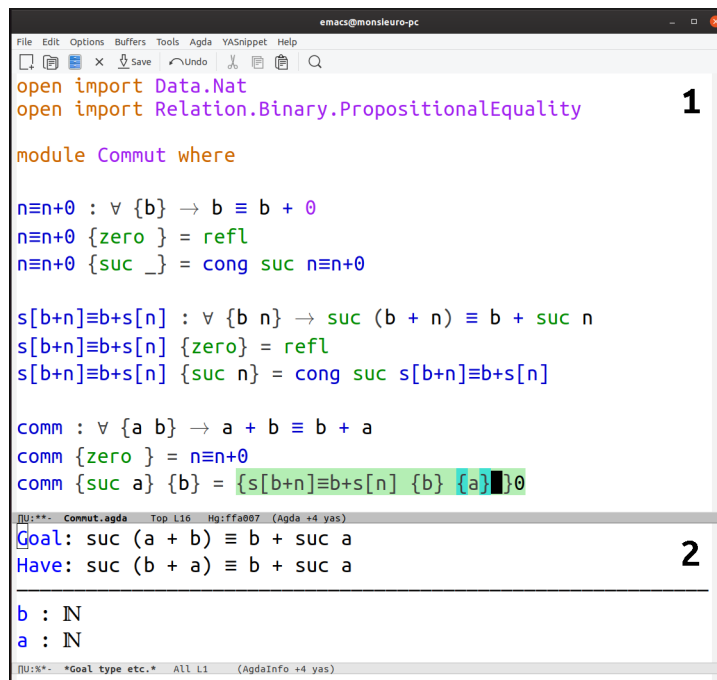 emacs@monsieuro-pc
File Edit Options Buffers Tools Agda YASnippet Help
Save Undo
open import Data.Nat
open import Relation.Binary.PropositionalEquality
1
module Commut where
n≡n+0 : ∀ {b} → b ≡ b + 0
n≡n+0 {zero } = refl
n≡n+0 {suc _} = cong suc n≡n+0
s[b+n]≡b+s[n] : ∀ {b n} → suc (b + n) ≡ b + suc n
s[b+n]≡b+s[n] {zero} = refl
s[b+n]≡b+s[n] {suc n} = cong suc s[b+n]≡b+s[n]
comm : ∀ {a b} → a + b ≡ b + a
comm {zero } = n≡n+0
comm {suc a} {b} = {s[b+n]≡b+s[n] {b} {a} }0
∏U:**- Commut.agda Top L16 Hg:ffa007 (Agda +4 yas)
Goal: suc (a + b) ≡ b + suc a
Have: suc (b + a) ≡ b + suc a
2
b : ℕ
a : ℕ
∏U:%*- *Goal type etc.* All L1 (AgdaInfo +4 yas)